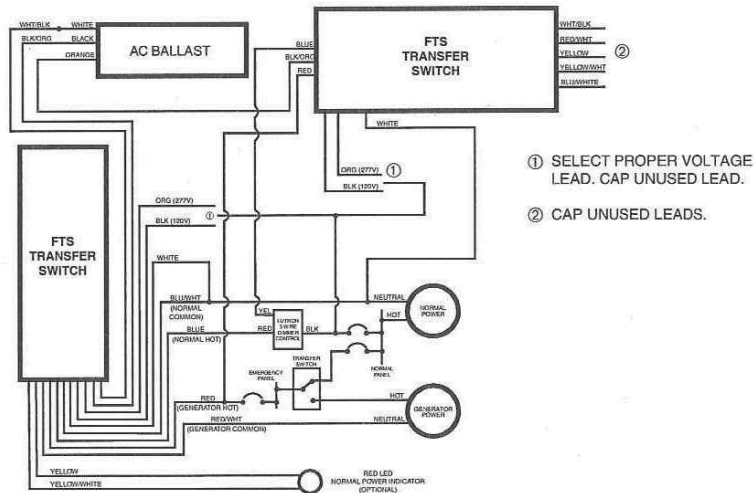 WHT/BLK
WHITE
BLK/ORG
BLACK
ORANGE
AC BALLAST
BLUE
BLK/ORG
RED
FTS
TRANSFER
SWITCH
WHT/BLK
RED/WHT
YELLOW
YELLOW/WHT
BLU/WHITE
②
WHITE
ORG (277V)
①
BLK (120V)
① SELECT PROPER VOLTAGE
LEAD. CAP UNUSED LEAD.
② CAP UNUSED LEADS.
FTS
TRANSFER
SWITCH
ORG (277V)
①
BLK (120V)
WHITE
BLU/WHT
(NORMAL
COMMON)
BLUE
(NORMAL HOT)
YEL
RED
LUTRON
3 WIRE
DIMMER
CONTROL
BLK
NEUTRAL
HOT
NORMAL
POWER
NORMAL
PANEL
TRANSFER
SWITCH
EMERGENCY
PANEL
RED
(GENERATOR HOT)
RED/WHT
(GENERATOR COMMON)
HOT
NEUTRAL
GENERATOR
POWER
YELLOW
YELLOW/WHITE
RED LED
NORMAL POWER INDICATOR
(OPTIONAL)